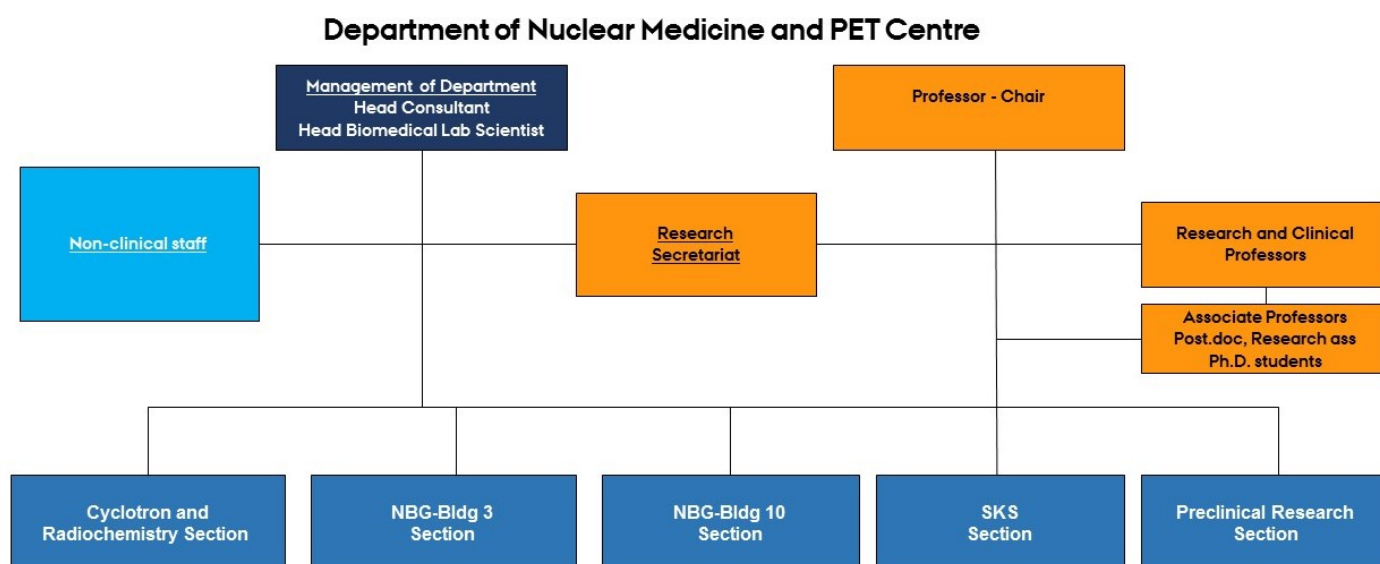 Department of Nuclear Medicine and PET Centre
Management of Department
Head Consultant
Head Biomedical Lab Scientist
Professor - Chair
Non-clinical staff
Research
Secretariat
Research and Clinical
Professors
Associate Professors
Post.doc, Research ass
Ph.D. students
Cyclotron and
Radiochemistry Section
NBG-Bldg 3
Section
NBG-Bldg 10
Section
SKS
Section
Preclinical Research
Section